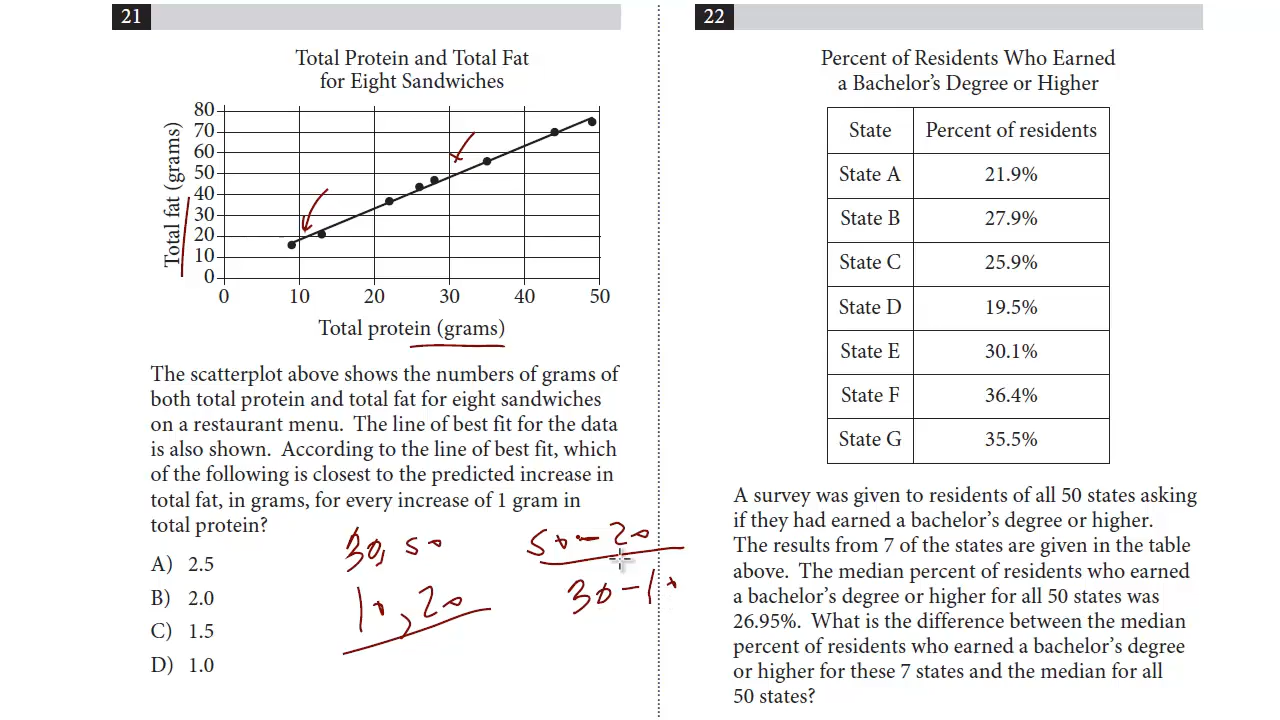 21
Total Protein and Total Fat
for Eight Sandwiches
Total fat (grams)
80
70
60
50
40
30
20
10
0
0 10 20 30 40 50
Total protein (grams)
The scatterplot above shows the numbers of grams of
both total protein and total fat for eight sandwiches
on a restaurant menu. The line of best fit for the data
is also shown. According to the line of best fit, which
of the following is closest to the predicted increase in
total fat, in grams, for every increase of 1 gram in
total protein?
A) 2.5
B) 2.0
C) 1.5
D) 1.0
30, 50
10, 20
50 - 20
30 - 10
22
Percent of Residents Who Earned
a Bachelor's Degree or Higher
State Percent of residents
State A 21.9%
State B 27.9%
State C 25.9%
State D 19.5%
State E 30.1%
State F 36.4%
State G 35.5%
A survey was given to residents of all 50 states asking
if they had earned a bachelor's degree or higher.
The results from 7 of the states are given in the table
above. The median percent of residents who earned
a bachelor's degree or higher for all 50 states was
26.95%. What is the difference between the median
percent of residents who earned a bachelor's degree
or higher for these 7 states and the median for all
50 states?